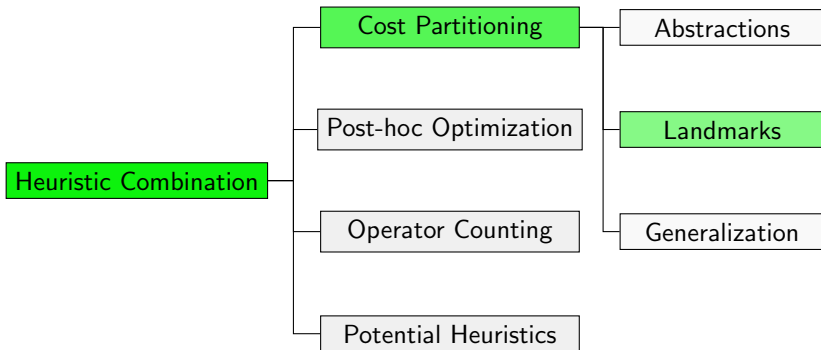 Cost Partitioning
Abstractions
Post-hoc Optimization
Landmarks
Heuristic Combination
Operator Counting
Generalization
Potential Heuristics